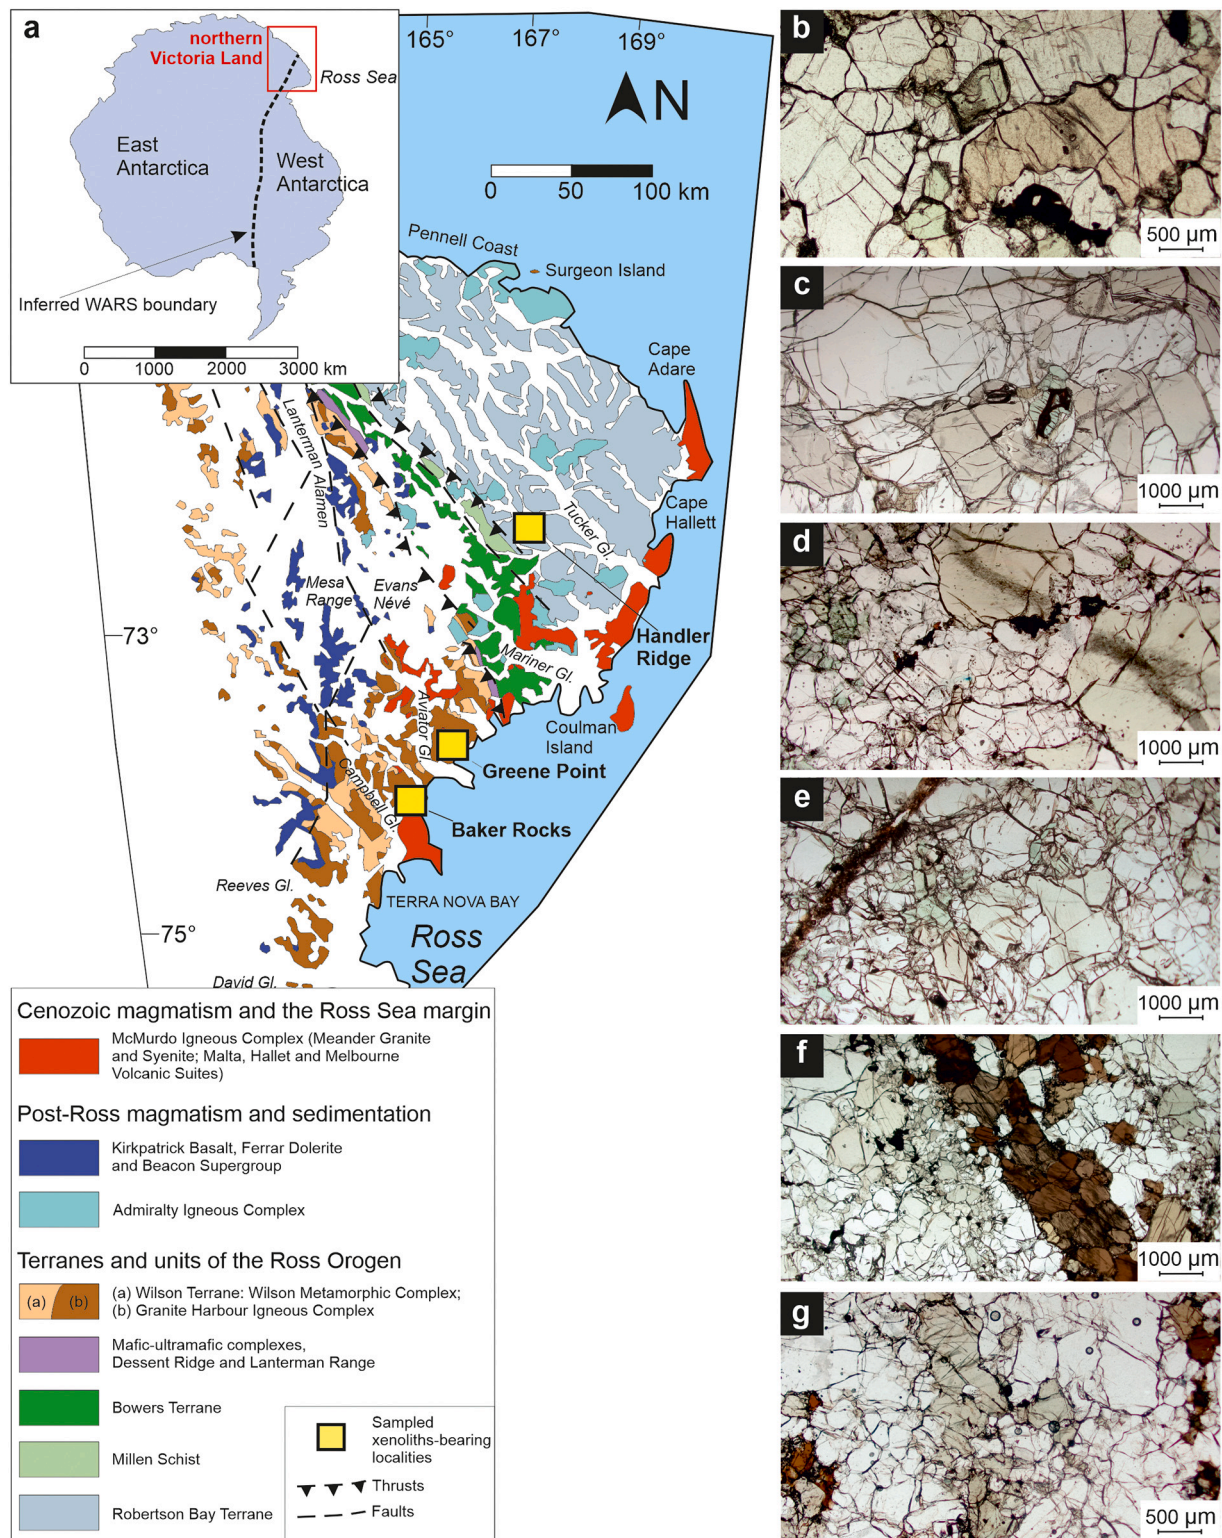 a
northern
Victoria Land
Ross Sea
East
Antarctica
West
Antarctica
Inferred WARS boundary
0 1000 2000 3000 km
165° 167° 169°
N
0 50 100 km
Pennell Coast
Surgeon Island
Cape
Adare
Lanterman
Alamen
Cape
Hallett
Tucker Gl.
Mesa
Range
Evans
Névé
73°
Handler
Ridge
Mariner Gl.
Aviator Gl.
Coulman
Island
Greene Point
Campbell Gl.
Baker Rocks
Reeves Gl.
TERRA NOVA BAY
75°
Ross
Sea
David Gl.
Cenozoic magmatism and the Ross Sea margin
McMurdo Igneous Complex (Meander Granite
and Syenite; Malta, Hallet and Melbourne
Volcanic Suites)
Post-Ross magmatism and sedimentation
Kirkpatrick Basalt, Ferrar Dolerite
and Beacon Supergroup
Admiralty Igneous Complex
Terranes and units of the Ross Orogen
(a) (b)
(a) Wilson Terrane: Wilson Metamorphic Complex;
(b) Granite Harbour Igneous Complex
Mafic-ultramafic complexes,
Dessent Ridge and Lanterman Range
Bowers Terrane
Millen Schist
Robertson Bay Terrane
Sampled
xenoliths-bearing
localities
Thrusts
Faults
b
500 µm
c
1000 µm
d
1000 µm
e
1000 µm
f
1000 µm
g
500 µm